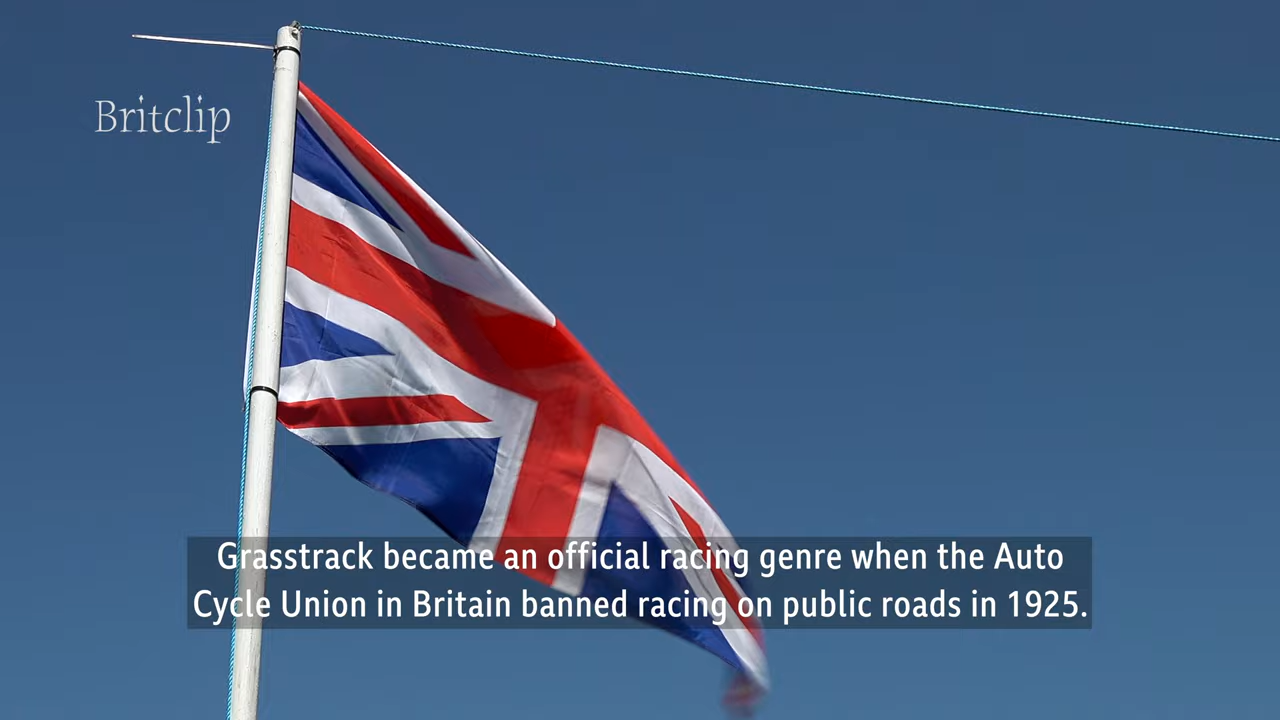 Britclip
Grasstrack became an official racing genre when the Auto
Cycle Union in Britain banned racing on public roads in 1925.